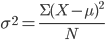 σ² = Σ(X − μ)² / N